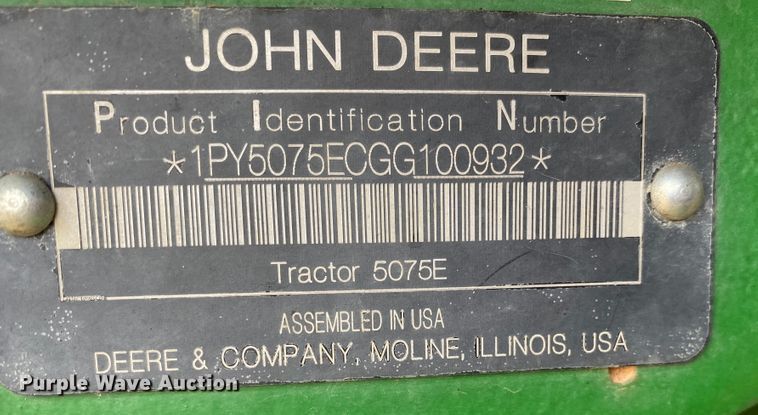 JOHN DEERE
Product Identification Number
*1PY5075ECGG100932*
Tractor 5075E
ASSEMBLED IN USA
DEERE & COMPANY, MOLINE, ILLINOIS, USA
Purple Wave Auction